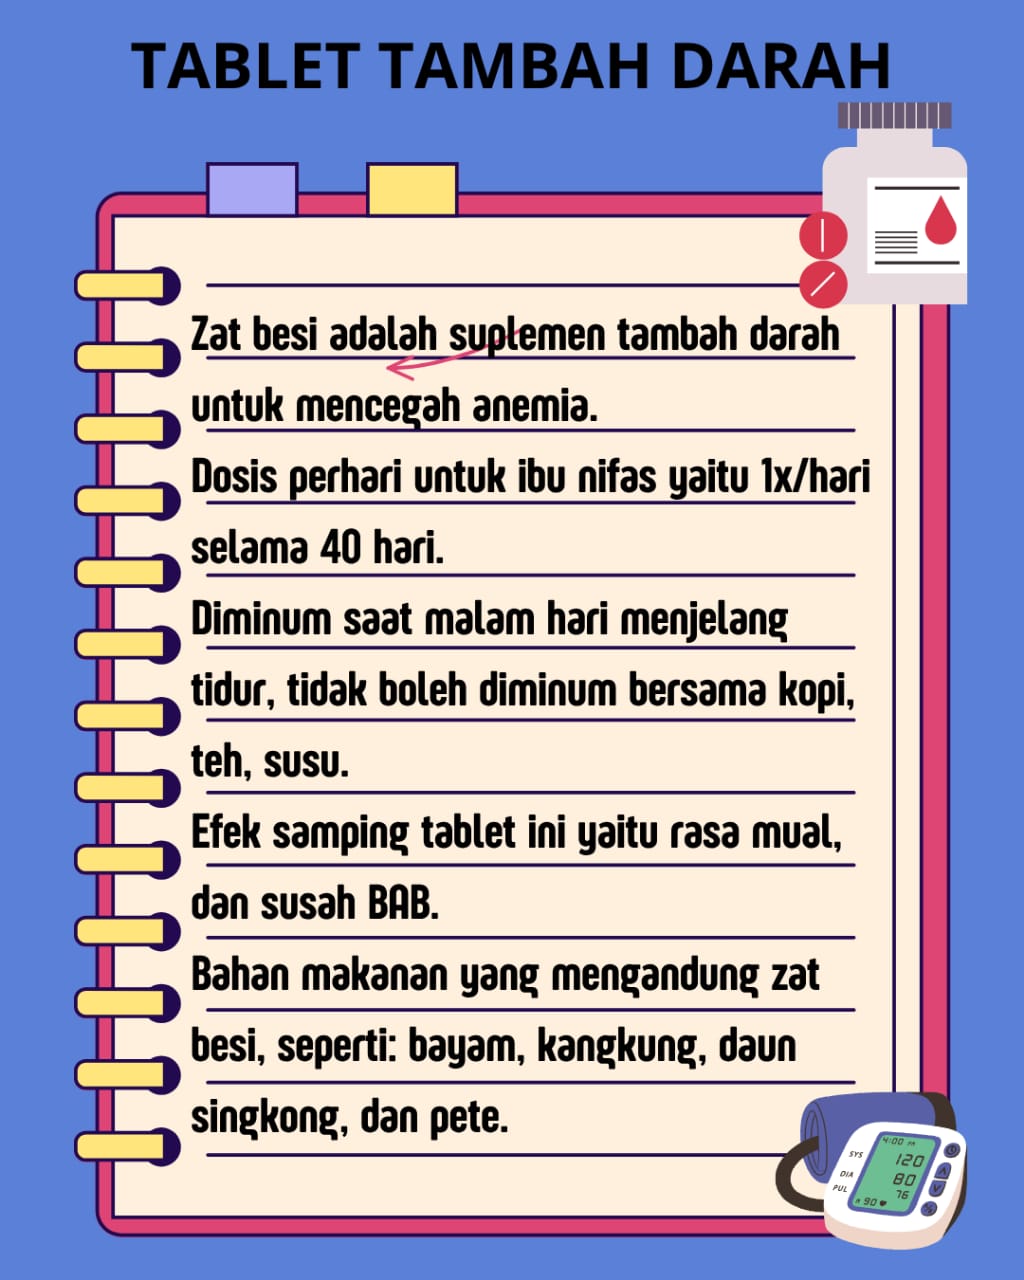 TABLET TAMBAH DARAH
Zat besi adalah suplemen tambah darah
untuk mencegah anemia.
Dosis perhari untuk ibu nifas yaitu 1x/hari
selama 40 hari.
Diminum saat malam hari menjelang
tidur, tidak boleh diminum bersama kopi,
teh, susu.
Efek samping tablet ini yaitu rasa mual,
dan susah BAB.
Bahan makanan yang mengandung zat
besi, seperti: bayam, kangkung, daun
singkong, dan pete.
4:00 PM
SYS 120
DIA 80
PUL 76
90